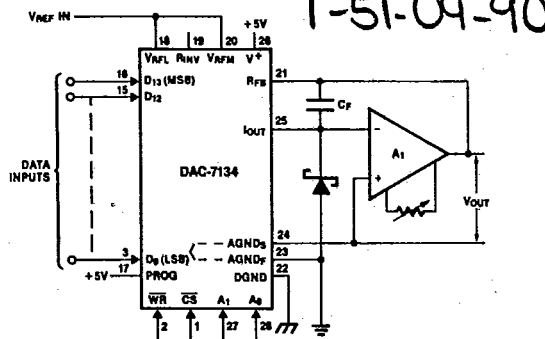 1-51-09-90
VREF IN
+5V
18 19 20 26
VRFL RINV VRFM V+
16 D13 (MSB)
15 D12
RFB 21
CF
IOUT 25
−
A1
+
DATA
INPUTS
DAC-7134
VOUT
24
AGNDS
3 D0 (LSB)
AGNDF 23
+5V 17 PROG
DGND 22
WR CS A1 A0
2 1 27 28